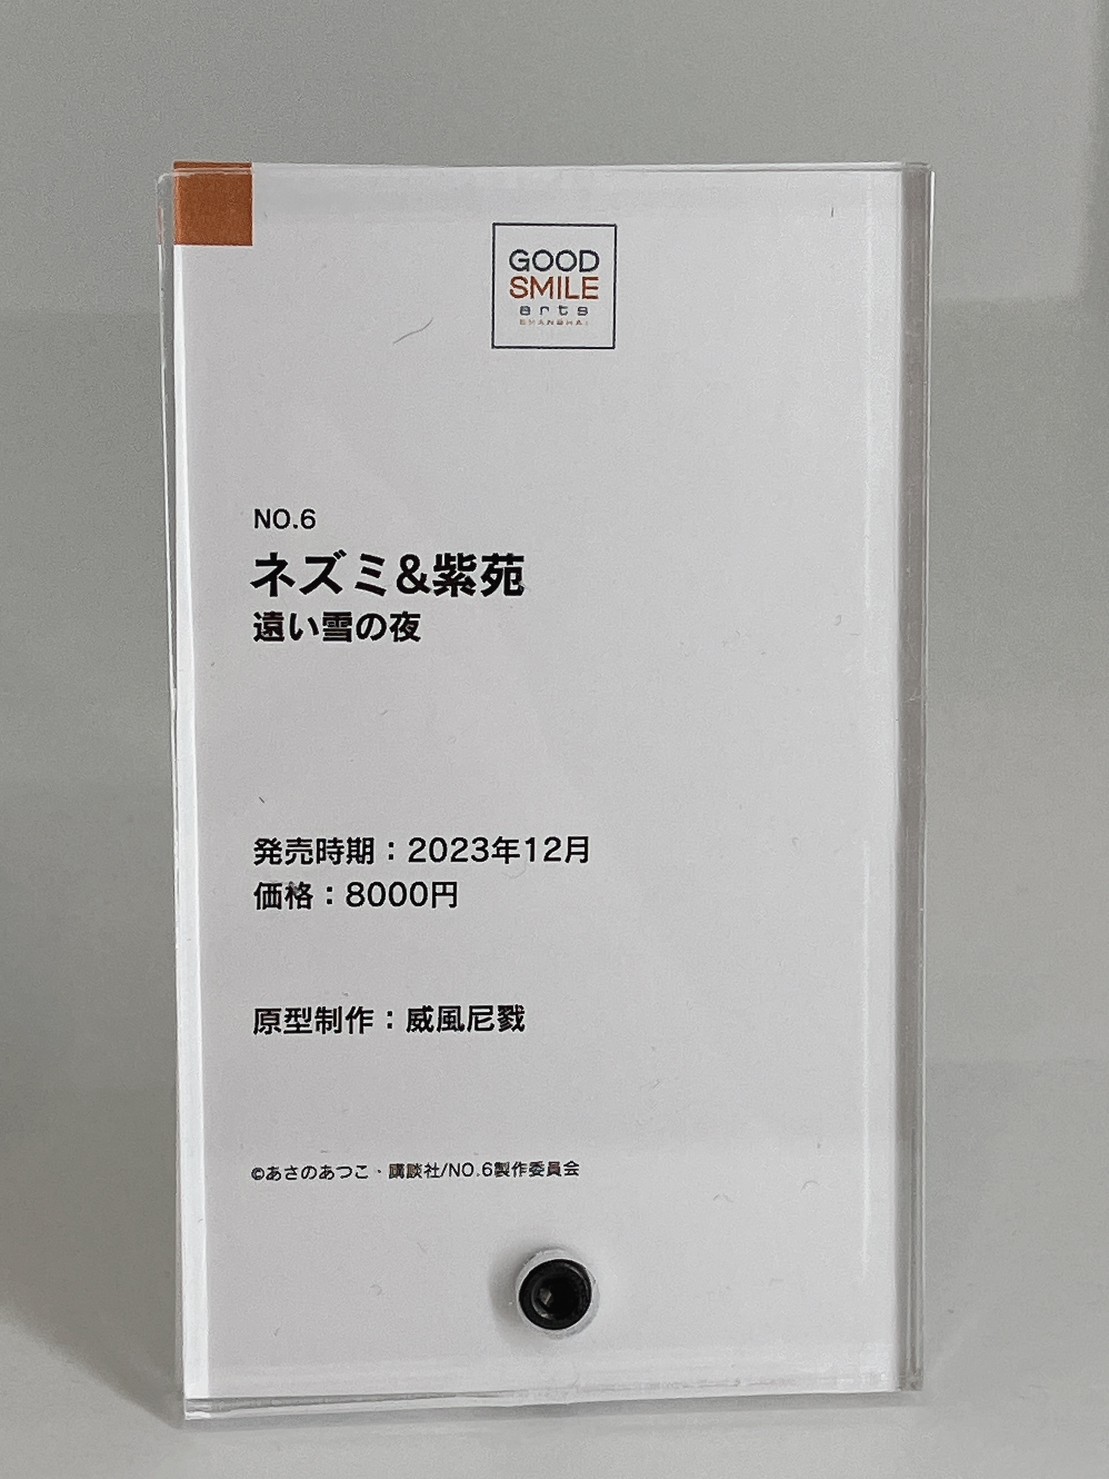 GOOD
SMILE
arts
SHANGHAI
NO.6
ネズミ&紫苑
遠い雪の夜
発売時期：2023年12月
価格：8000円
原型制作：威風尼戮
©あさのあつこ・講談社/NO.6製作委員会